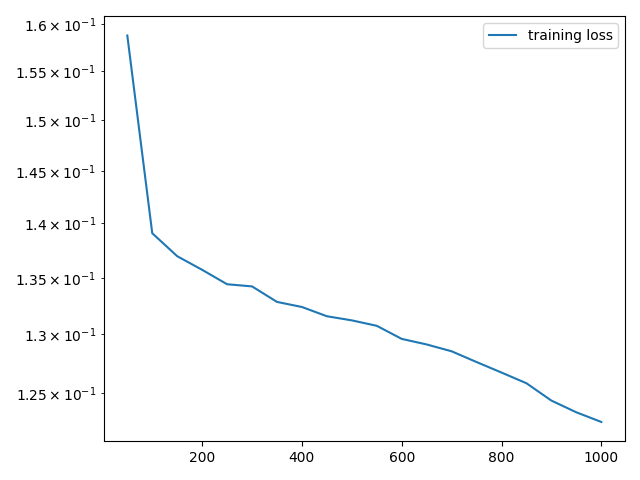 1.6 × 10⁻¹
1.55 × 10⁻¹
1.5 × 10⁻¹
1.45 × 10⁻¹
1.4 × 10⁻¹
1.35 × 10⁻¹
1.3 × 10⁻¹
1.25 × 10⁻¹
training loss
200 400 600 800 1000